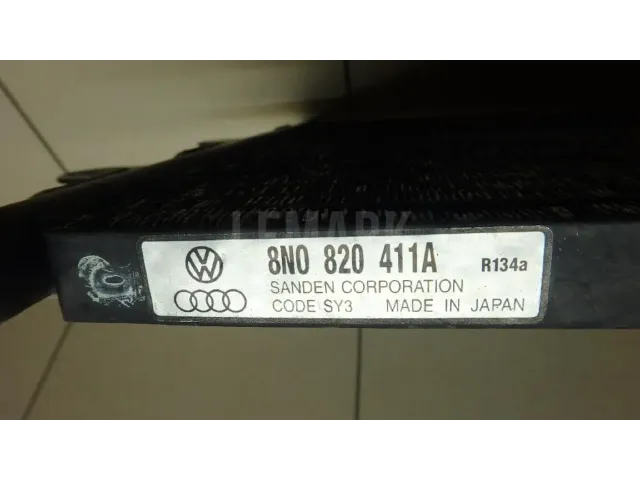 LEMARK
8N0 820 411A R134a
SANDEN CORPORATION
CODE SY3 MADE IN JAPAN